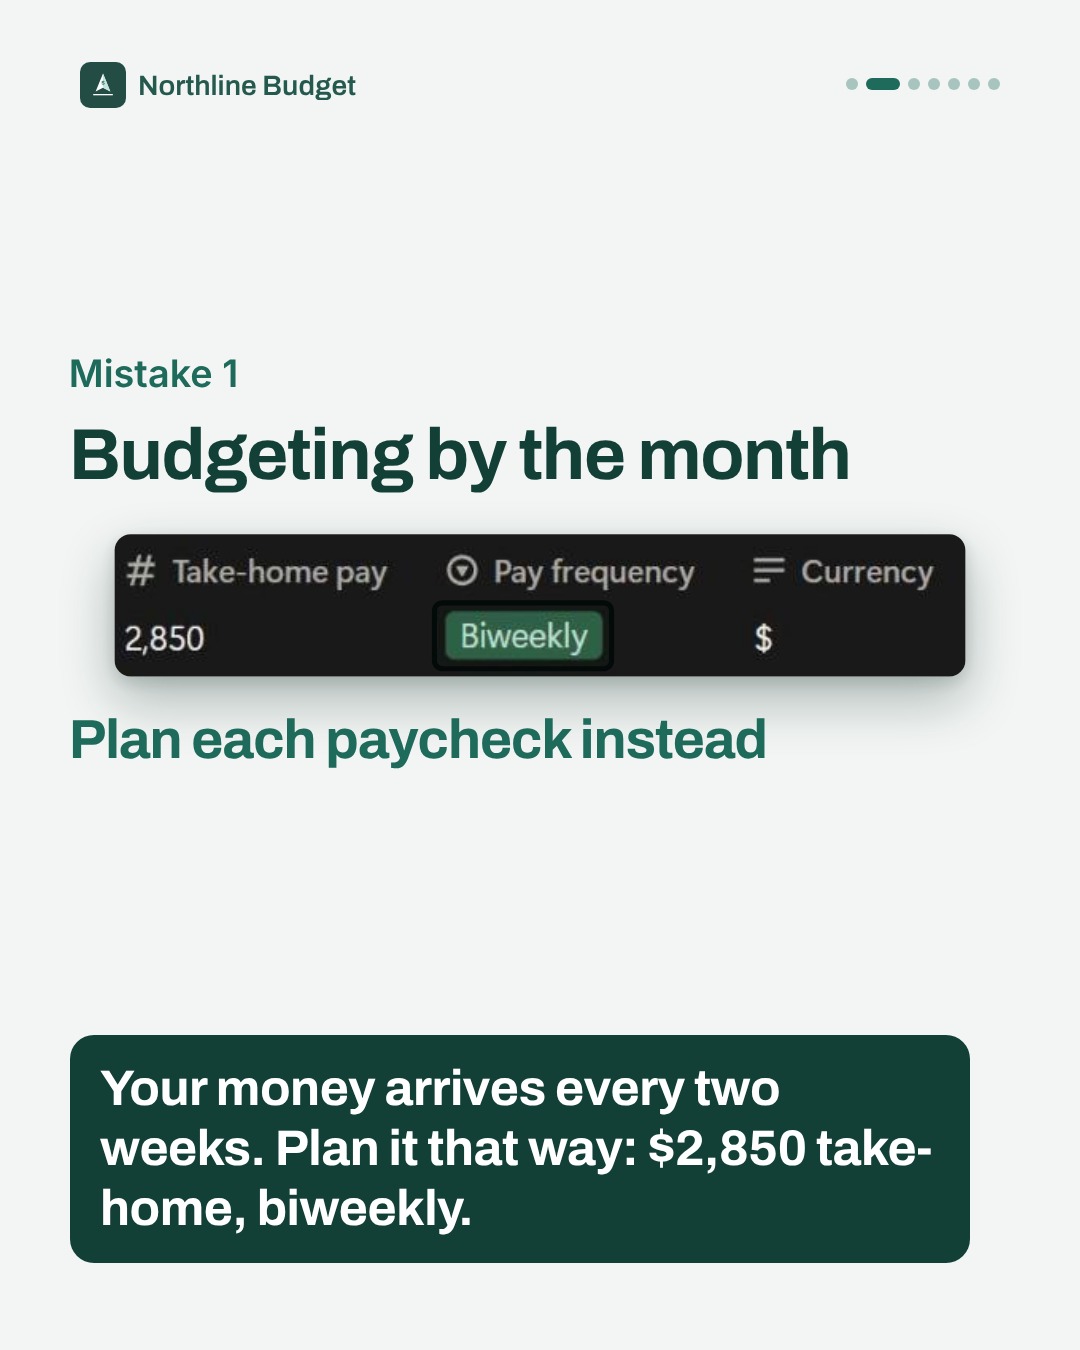 Northline Budget
Mistake 1
Budgeting by the month
# Take-home pay Pay frequency Currency
2,850 Biweekly $
Plan each paycheck instead
Your money arrives every two
weeks. Plan it that way: $2,850 take-
home, biweekly.